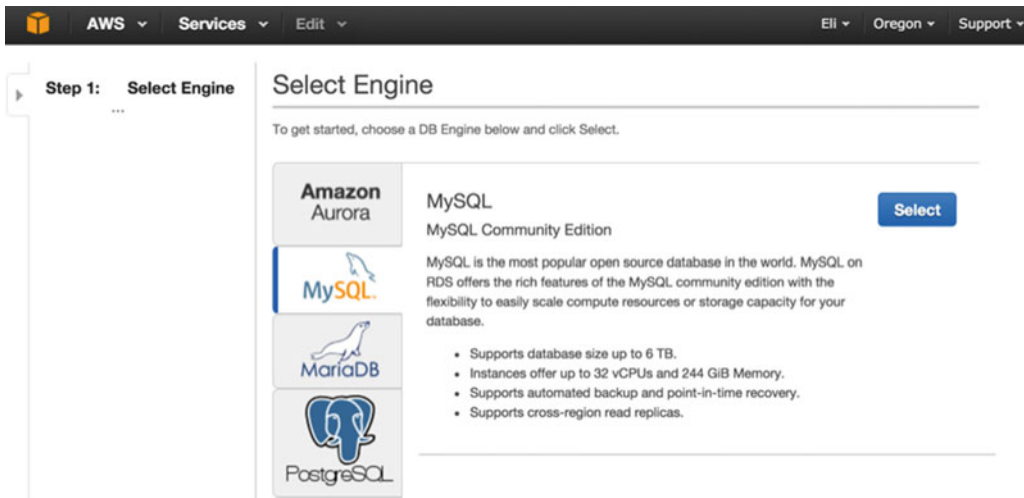 AWS Services Edit Eli Oregon Support
Step 1: Select Engine
...
Select Engine
To get started, choose a DB Engine below and click Select.
Amazon
Aurora
MySQL
MariaDB
PostgreSQL
MySQL
Select
MySQL Community Edition
MySQL is the most popular open source database in the world. MySQL on
RDS offers the rich features of the MySQL community edition with the
flexibility to easily scale compute resources or storage capacity for your
database.
• Supports database size up to 6 TB.
• Instances offer up to 32 vCPUs and 244 GiB Memory.
• Supports automated backup and point-in-time recovery.
• Supports cross-region read replicas.